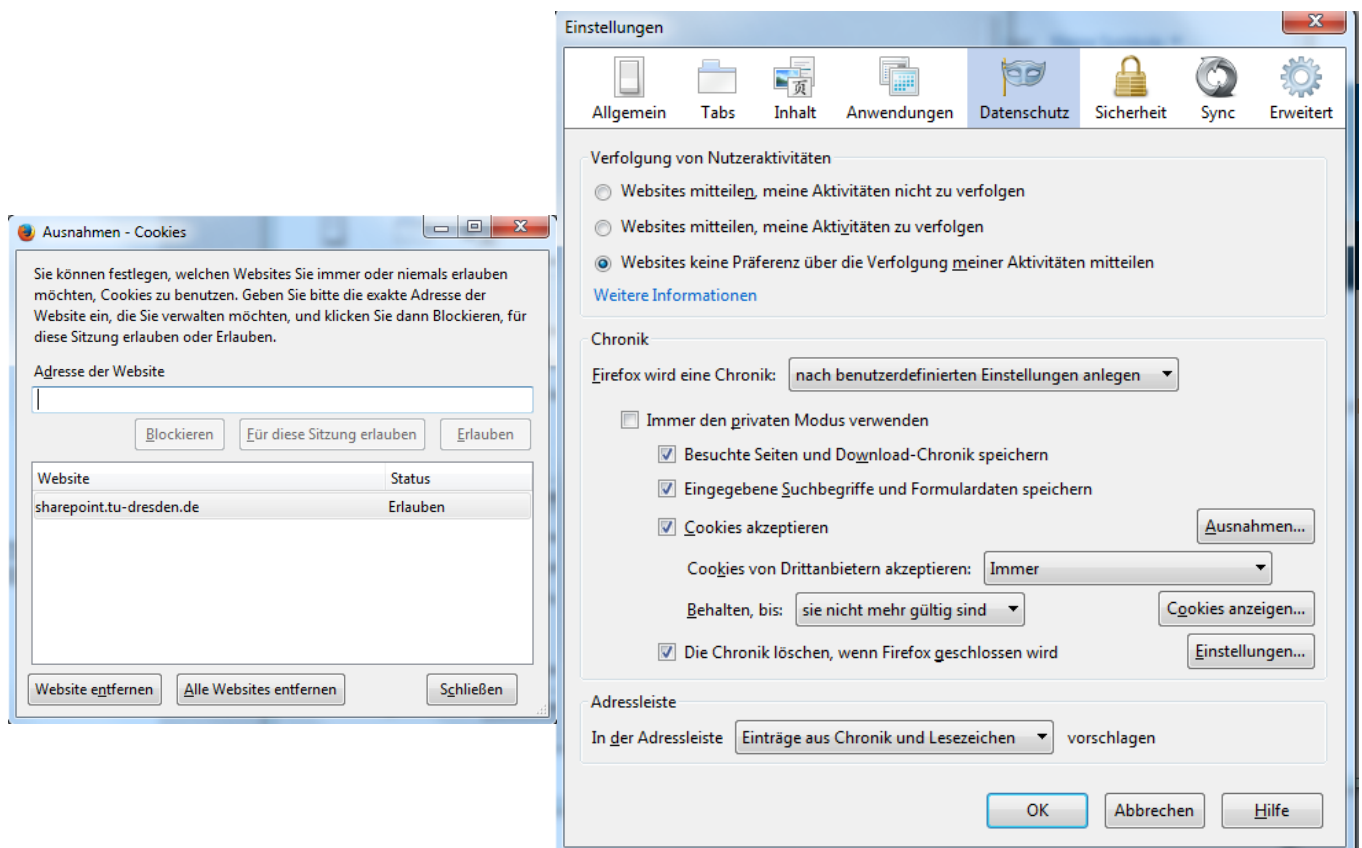 Ausnahmen - Cookies
Sie können festlegen, welchen Websites Sie immer oder niemals erlauben
möchten, Cookies zu benutzen. Geben Sie bitte die exakte Adresse der
Website ein, die Sie verwalten möchten, und klicken Sie dann Blockieren, für
diese Sitzung erlauben oder Erlauben.
Adresse der Website
Blockieren Für diese Sitzung erlauben Erlauben
Website Status
sharepoint.tu-dresden.de Erlauben
Website entfernen Alle Websites entfernen Schließen
Einstellungen
Allgemein Tabs Inhalt Anwendungen Datenschutz Sicherheit Sync Erweitert
Verfolgung von Nutzeraktivitäten
Websites mitteilen, meine Aktivitäten nicht zu verfolgen
Websites mitteilen, meine Aktivitäten zu verfolgen
Websites keine Präferenz über die Verfolgung meiner Aktivitäten mitteilen
Weitere Informationen
Chronik
Firefox wird eine Chronik: nach benutzerdefinierten Einstellungen anlegen
Immer den privaten Modus verwenden
Besuchte Seiten und Download-Chronik speichern
Eingegebene Suchbegriffe und Formulardaten speichern
Cookies akzeptieren Ausnahmen...
Cookies von Drittanbietern akzeptieren: Immer
Behalten, bis: sie nicht mehr gültig sind Cookies anzeigen...
Die Chronik löschen, wenn Firefox geschlossen wird Einstellungen...
Adressleiste
In der Adressleiste Einträge aus Chronik und Lesezeichen vorschlagen
OK Abbrechen Hilfe